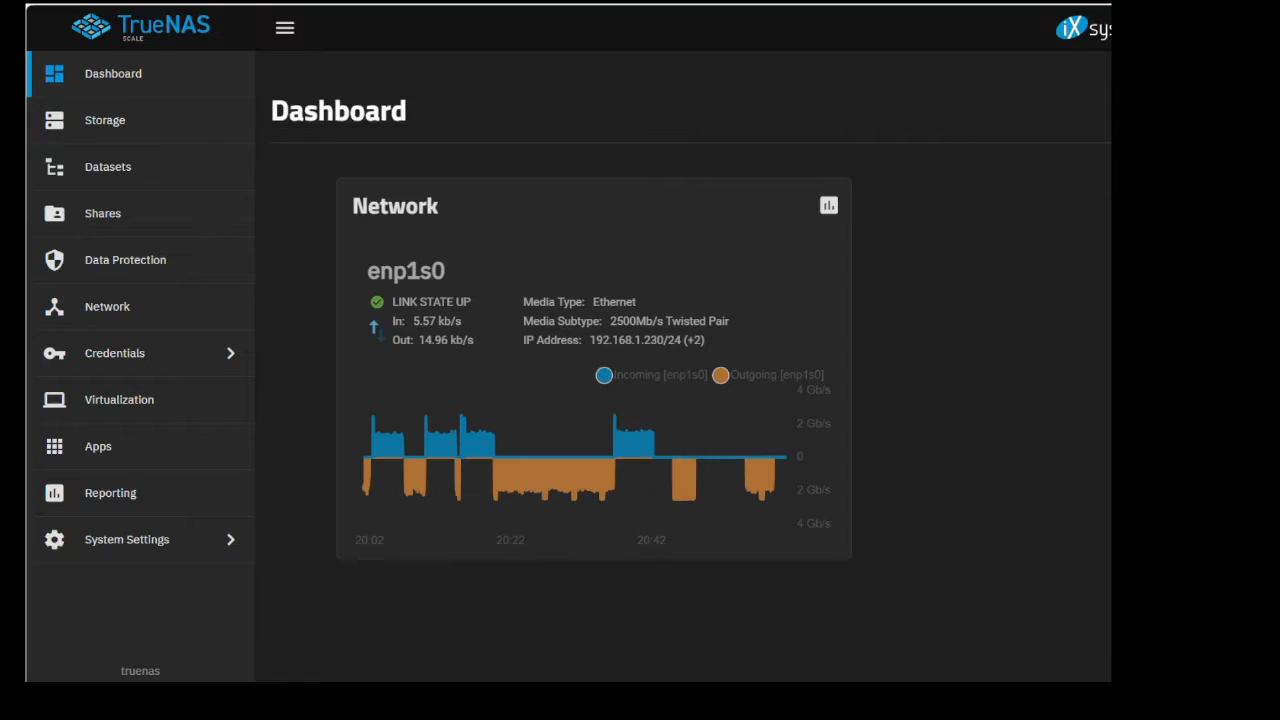 TrueNAS
SCALE
iX sys
Dashboard
Storage
Datasets
Shares
Data Protection
Network
Credentials
Virtualization
Apps
Reporting
System Settings
truenas
Dashboard
Network
enp1s0
LINK STATE UP
In: 5.57 kb/s
Out: 14.96 kb/s
Media Type: Ethernet
Media Subtype: 2500Mb/s Twisted Pair
IP Address: 192.168.1.230/24 (+2)
Incoming [enp1s0] Outgoing [enp1s0]
4 Gb/s
2 Gb/s
0
2 Gb/s
4 Gb/s
20:02 20:22 20:42